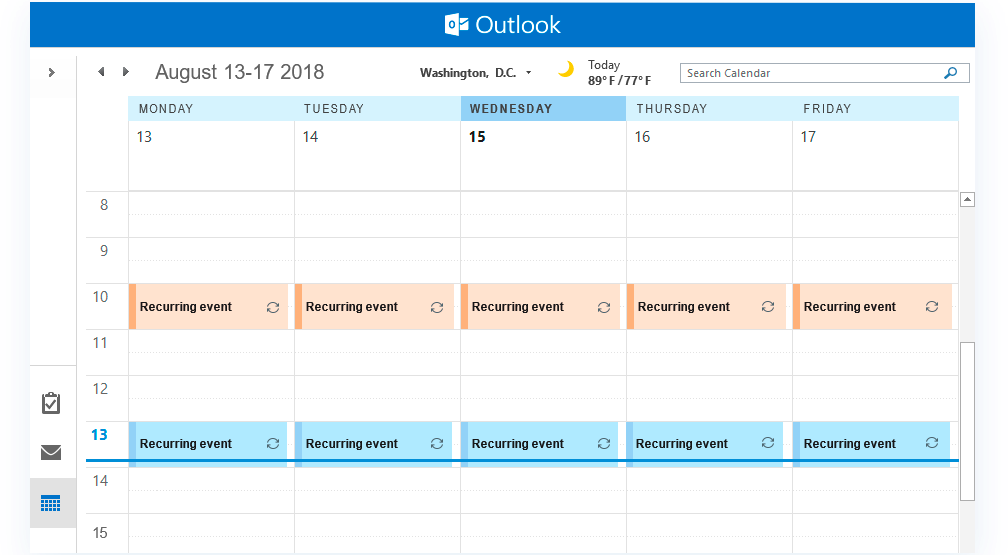 Outlook
August 13-17 2018
Washington, D.C.
Today
89°F/77°F
Search Calendar
MONDAY TUESDAY WEDNESDAY THURSDAY FRIDAY
13 14 15 16 17
8
9
10 Recurring event Recurring event Recurring event Recurring event Recurring event
11
12
13 Recurring event Recurring event Recurring event Recurring event Recurring event
14
15